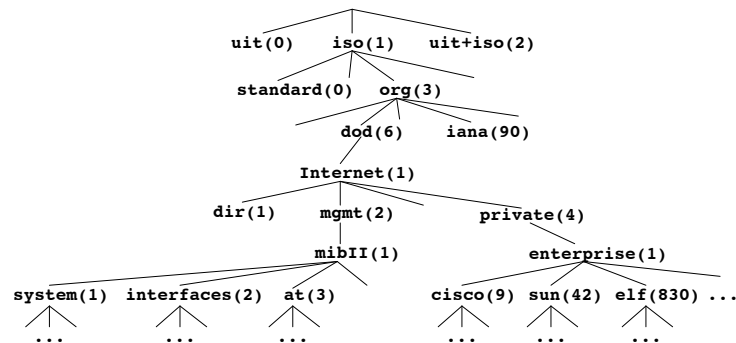 uit(0) iso(1) uit+iso(2)
standard(0) org(3)
dod(6) iana(90)
Internet(1)
dir(1) mgmt(2) private(4)
mibII(1) enterprise(1)
system(1) interfaces(2) at(3) cisco(9) sun(42) elf(830) ...
... ... ... ... ... ...